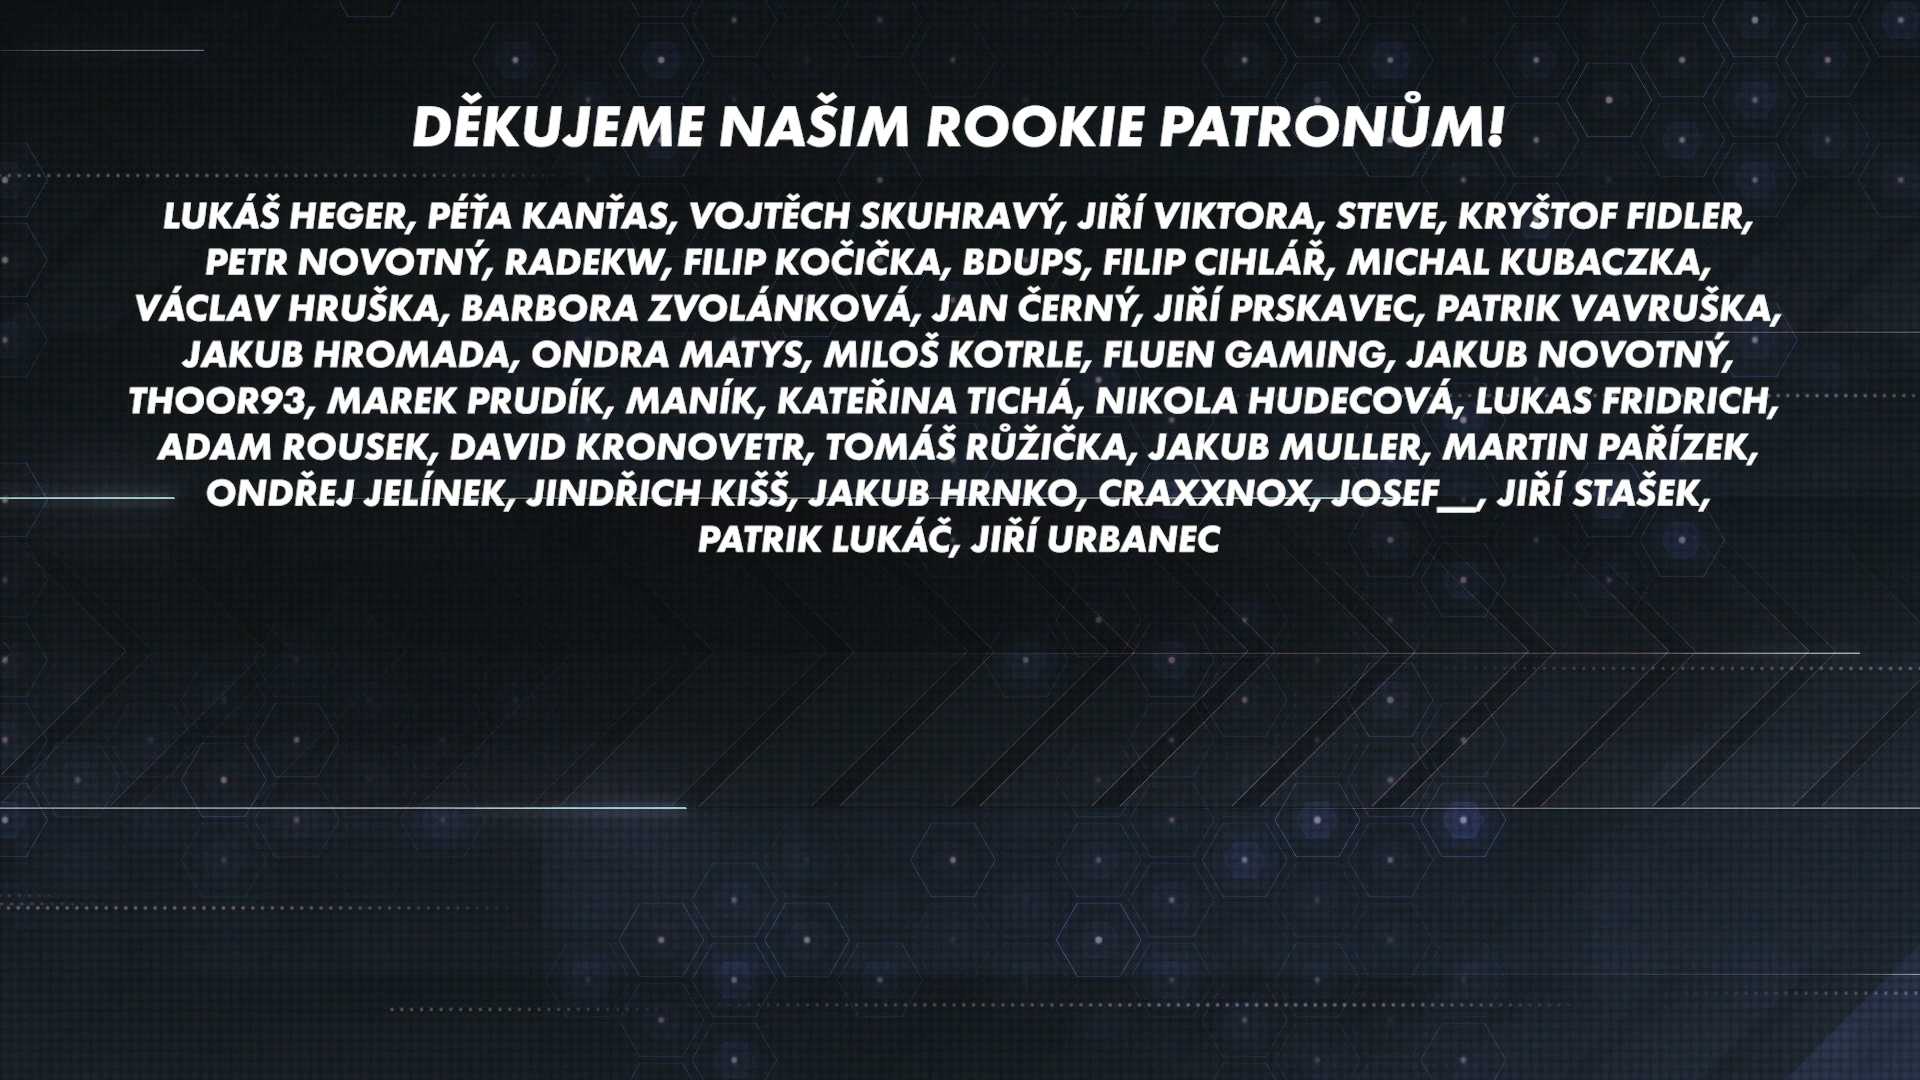 DĚKUJEME NAŠIM ROOKIE PATRONŮM!
LUKÁŠ HEGER, PÉŤA KANŤAS, VOJTĚCH SKUHRAVÝ, JIŘÍ VIKTORA, STEVE, KRYŠTOF FIDLER,
PETR NOVOTNÝ, RADEKW, FILIP KOČIČKA, BDUPS, FILIP CIHLÁŘ, MICHAL KUBACZKA,
VÁCLAV HRUŠKA, BARBORA ZVOLÁNKOVÁ, JAN ČERNÝ, JIŘÍ PRSKAVEC, PATRIK VAVRUŠKA,
JAKUB HROMADA, ONDRA MATYS, MILOŠ KOTRLE, FLUEN GAMING, JAKUB NOVOTNÝ,
THOOR93, MAREK PRUDÍK, MANÍK, KATEŘINA TICHÁ, NIKOLA HUDECOVÁ, LUKAS FRIDRICH,
ADAM ROUSEK, DAVID KRONOVETR, TOMÁŠ RŮŽIČKA, JAKUB MULLER, MARTIN PAŘÍZEK,
ONDŘEJ JELÍNEK, JINDŘICH KIŠŠ, JAKUB HRNKO, CRAXXNOX, JOSEF__, JIŘÍ STAŠEK,
PATRIK LUKÁČ, JIŘÍ URBANEC